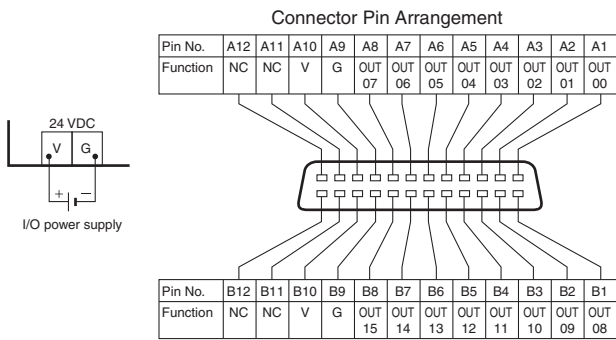 Connector Pin Arrangement
Pin No. A12 A11 A10 A9 A8 A7 A6 A5 A4 A3 A2 A1
Function NC NC V G OUT 07 OUT 06 OUT 05 OUT 04 OUT 03 OUT 02 OUT 01 OUT 00
24 VDC
V G
+ −
I/O power supply
Pin No. B12 B11 B10 B9 B8 B7 B6 B5 B4 B3 B2 B1
Function NC NC V G OUT 15 OUT 14 OUT 13 OUT 12 OUT 11 OUT 10 OUT 09 OUT 08